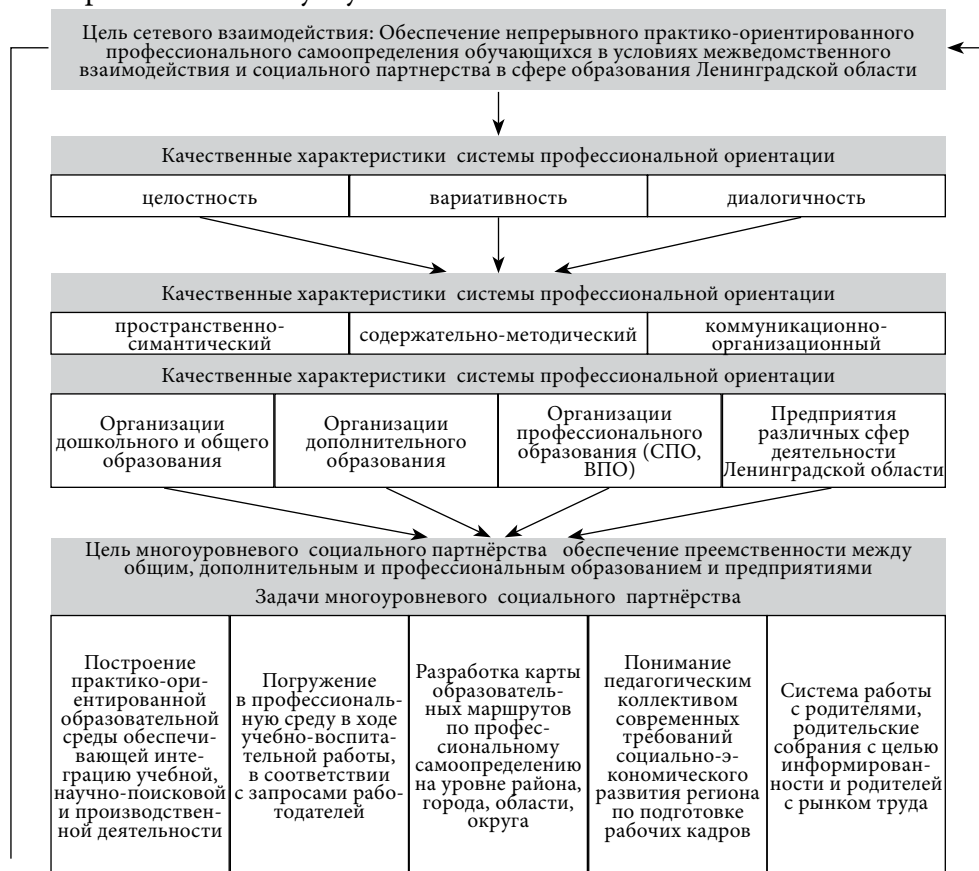 Цель сетевого взаимодействия: Обеспечение непрерывного практико-ориентированного
профессионального самоопределения обучающихся в условиях межведомственного
взаимодействия и социального партнерства в сфере образования Ленинградской области
Качественные характеристики системы профессиональной ориентации
целостность
вариативность
диалогичность
Качественные характеристики системы профессиональной ориентации
пространственно-
симантический
содержательно-методический
коммуникационно-
организационный
Качественные характеристики системы профессиональной ориентации
Организации
дошкольного и общего
образования
Организации
дополнительного
образования
Организации
профессионального
образования (СПО,
ВПО)
Предприятия
различных сфер
деятельности
Ленинградской области
Цель многоуровневого социального партнёрства обеспечение преемственности между
общим, дополнительным и профессиональным образованием и предприятиями
Задачи многоуровневого социального партнёрства
Построение
практико-ори-
ентированной
образовательной
среды обеспечи-
вающей инте-
грацию учебной,
научно-поисковой
и производствен-
ной деятельности
Погружение
в профессиональ-
ную среду в ходе
учебно-воспита-
тельной работы,
в соответствии
с запросами рабо-
тодателей
Разработка карты
образователь-
ных маршрутов
по профес-
сиональному
самоопределению
на уровне района,
города, области,
округа
Понимание
педагогическим
коллективом
современных
требований
социально-э-
кономического
развития региона
по подготовке
рабочих кадров
Система работы
с родителями,
родительские
собрания с целью
информирован-
ности и родителей
с рынком труда